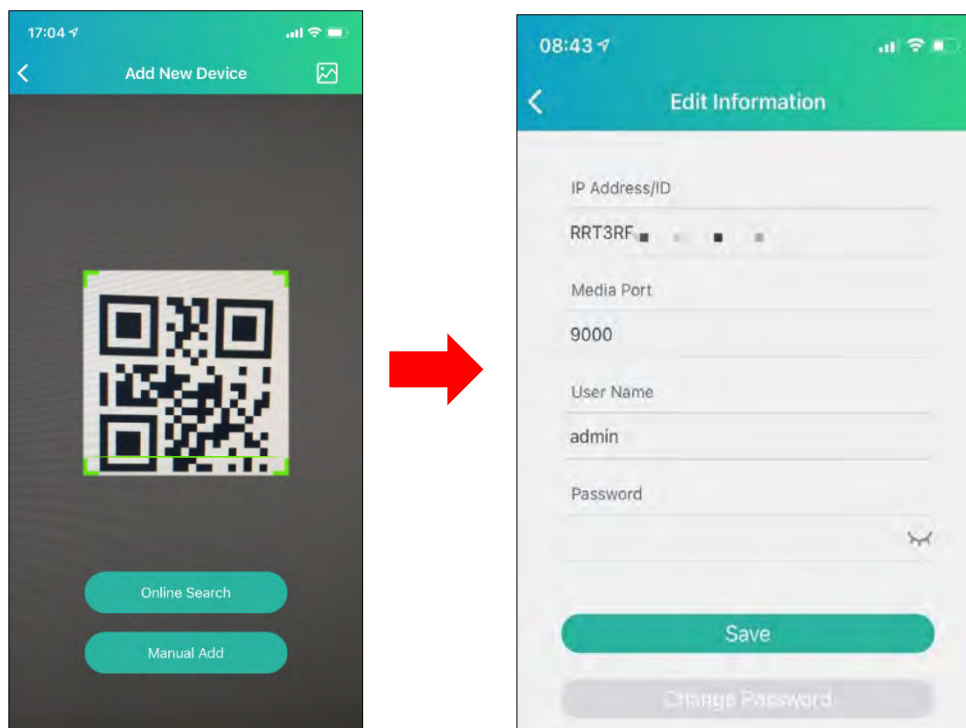 17:04
Add New Device
Online Search
Manual Add
08:43
Edit Information
IP Address/ID
RRT3RF
Media Port
9000
User Name
admin
Password
Save
Change Password